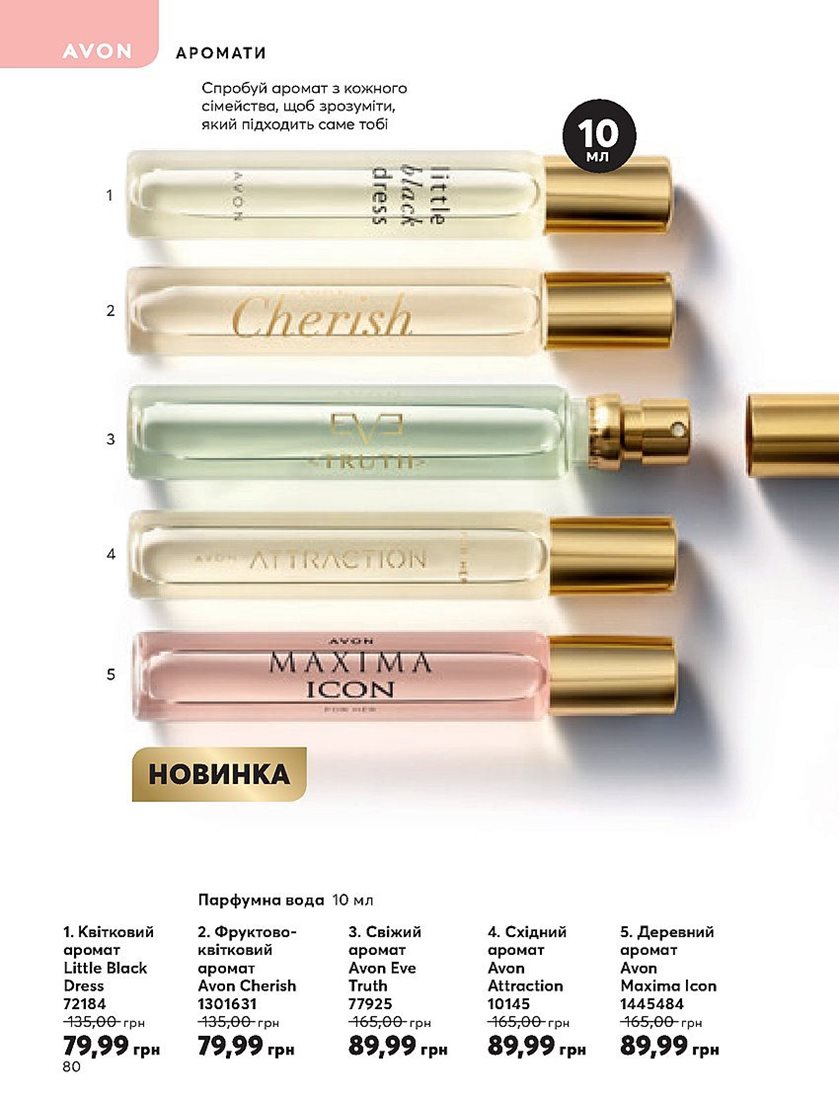 AVON
АРОМАТИ
Спробуй аромат з кожного
сімейства, щоб зрозуміти,
який підходить саме тобі
10
МЛ
1
AVON
little
black
dress
2
Cherish
3
AVON
EVE
<TRUTH>
4
AVON ATTRACTION FOR HER
5
AVON
MAXIMA
ICON
FOR HER
НОВИНКА
Парфумна вода 10 мл
1. Квітковий
аромат
Little Black
Dress
72184
135,00 грн
79,99 грн
2. Фруктово-
квітковий
аромат
Avon Cherish
1301631
135,00 грн
79,99 грн
3. Свіжий
аромат
Avon Eve
Truth
77925
165,00 грн
89,99 грн
4. Східний
аромат
Avon
Attraction
10145
165,00 грн
89,99 грн
5. Деревний
аромат
Avon
Maxima Icon
1445484
165,00 грн
89,99 грн
80